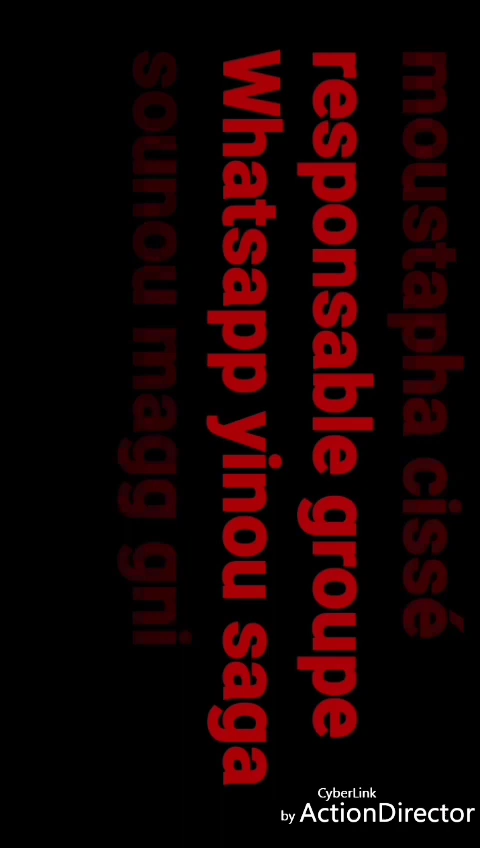 moustapha cissé
responsable groupe
Whatsapp yinou saga
sounou magg gni
CyberLink
by ActionDirector